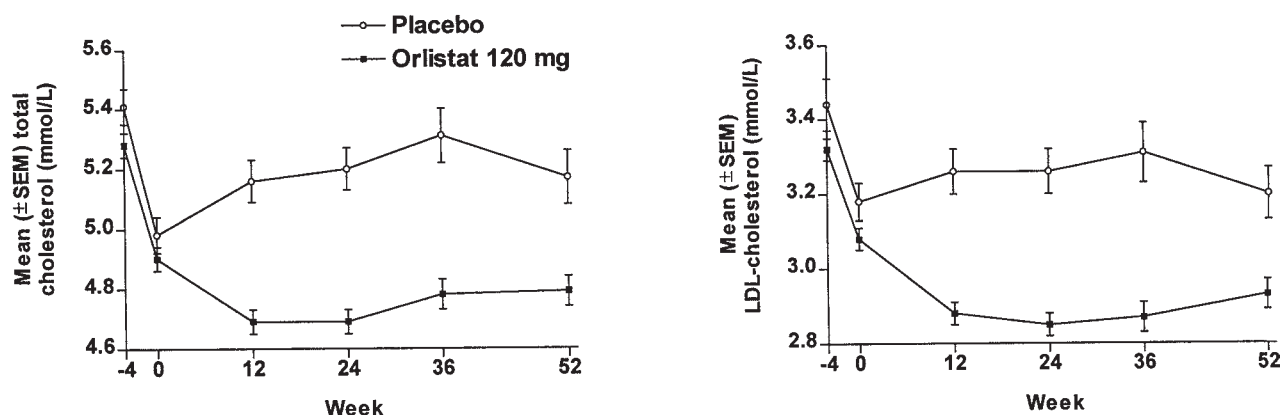 Placebo
Orlistat 120 mg
Mean (±SEM) total
cholesterol (mmol/L)
5.6
5.4
5.2
5.0
4.8
4.6
-4 0 12 24 36 52
Week
Mean (±SEM)
LDL-cholesterol (mmol/L)
3.6
3.4
3.2
3.0
2.8
-4 0 12 24 36 52
Week